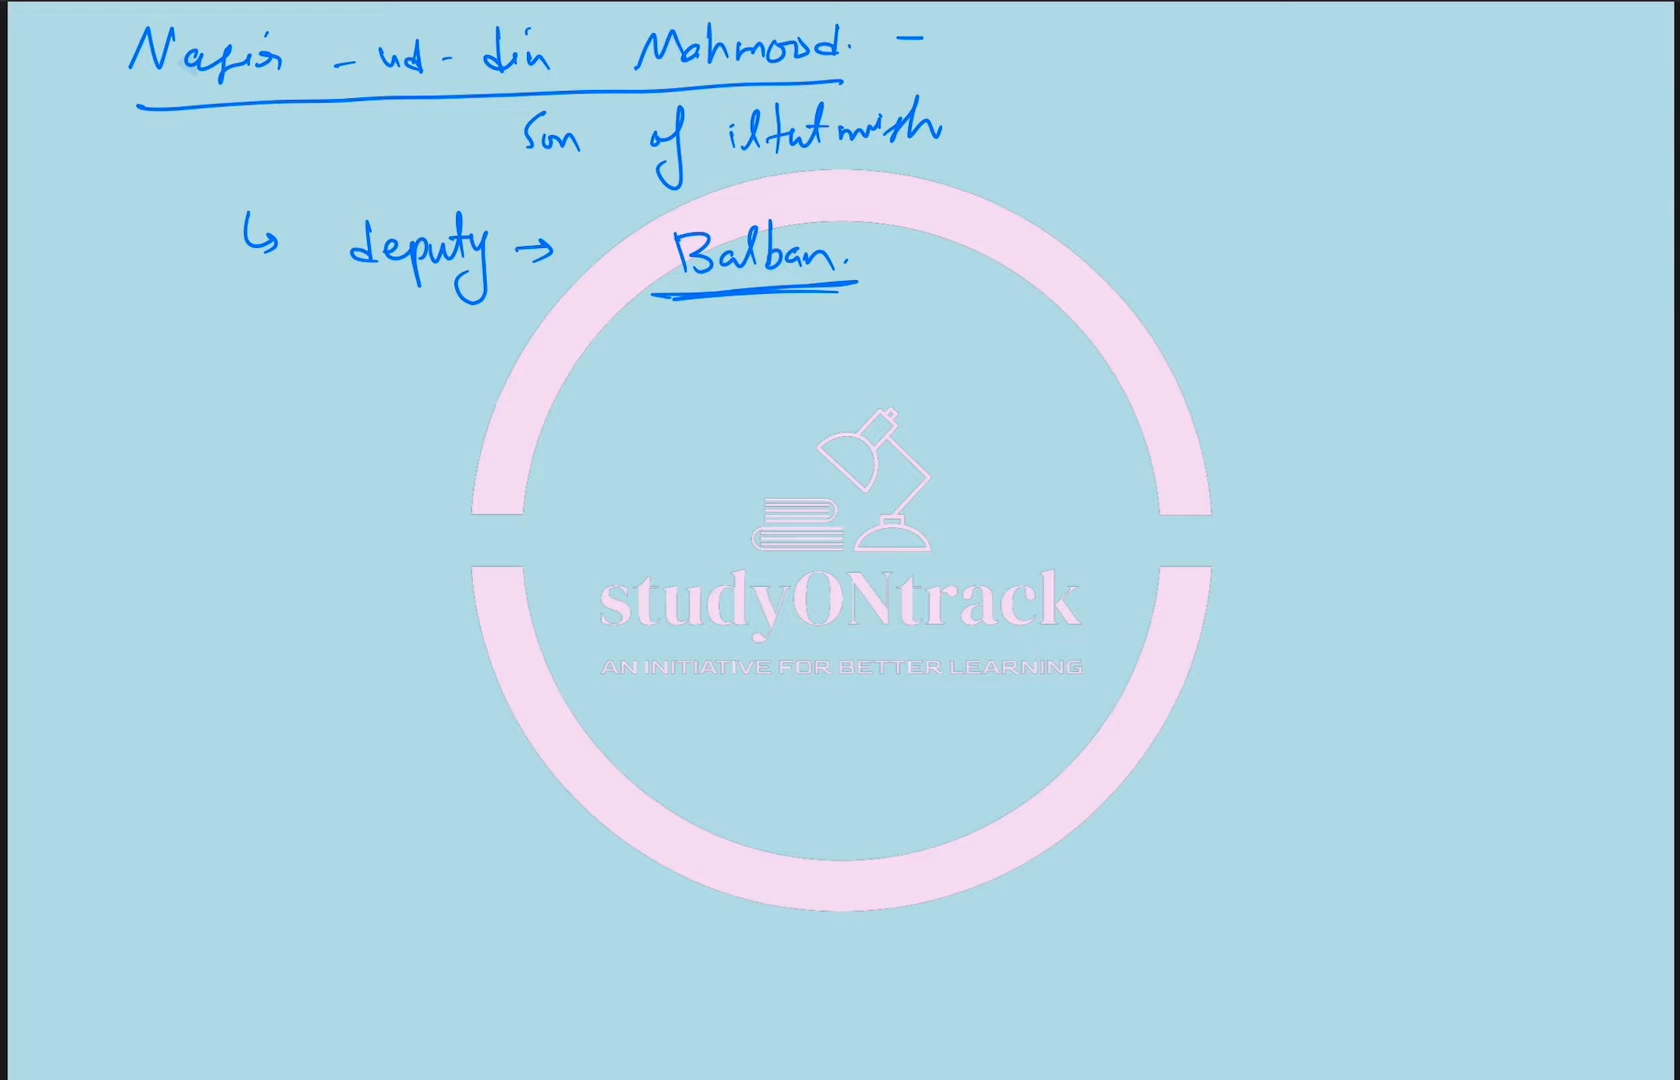 Nasir - ud - din Mahmood. -
Son of iltutmish
↳ deputy → Balban.
studyONtrack
AN INITIATIVE FOR BETTER LEARNING